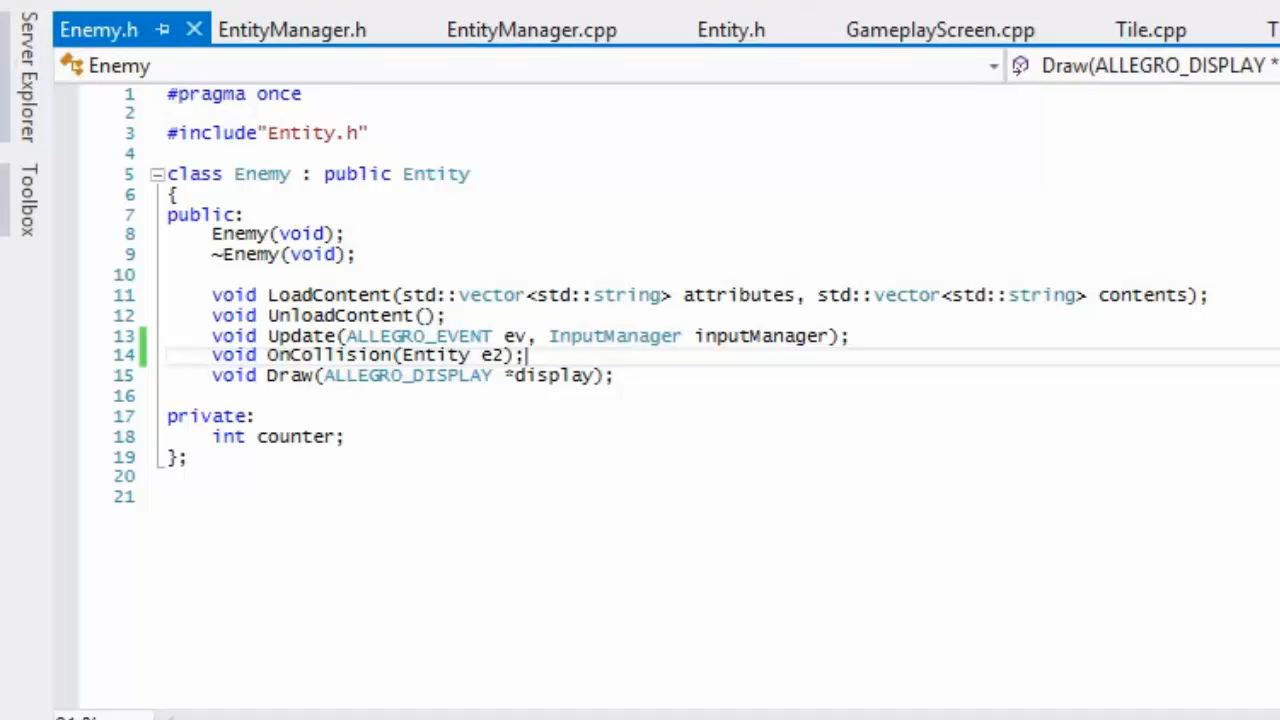 Server Explorer
Toolbox
Enemy.h EntityManager.h EntityManager.cpp Entity.h GameplayScreen.cpp Tile.cpp T
Enemy Draw(ALLEGRO_DISPLAY *
1 #pragma once
2
3 #include"Entity.h"
4
5 class Enemy : public Entity
6 {
7 public:
8 Enemy(void);
9 ~Enemy(void);
10
11 void LoadContent(std::vector<std::string> attributes, std::vector<std::string> contents);
12 void UnloadContent();
13 void Update(ALLEGRO_EVENT ev, InputManager inputManager);
14 void OnCollision(Entity e2);
15 void Draw(ALLEGRO_DISPLAY *display);
16
17 private:
18 int counter;
19 };
20
21